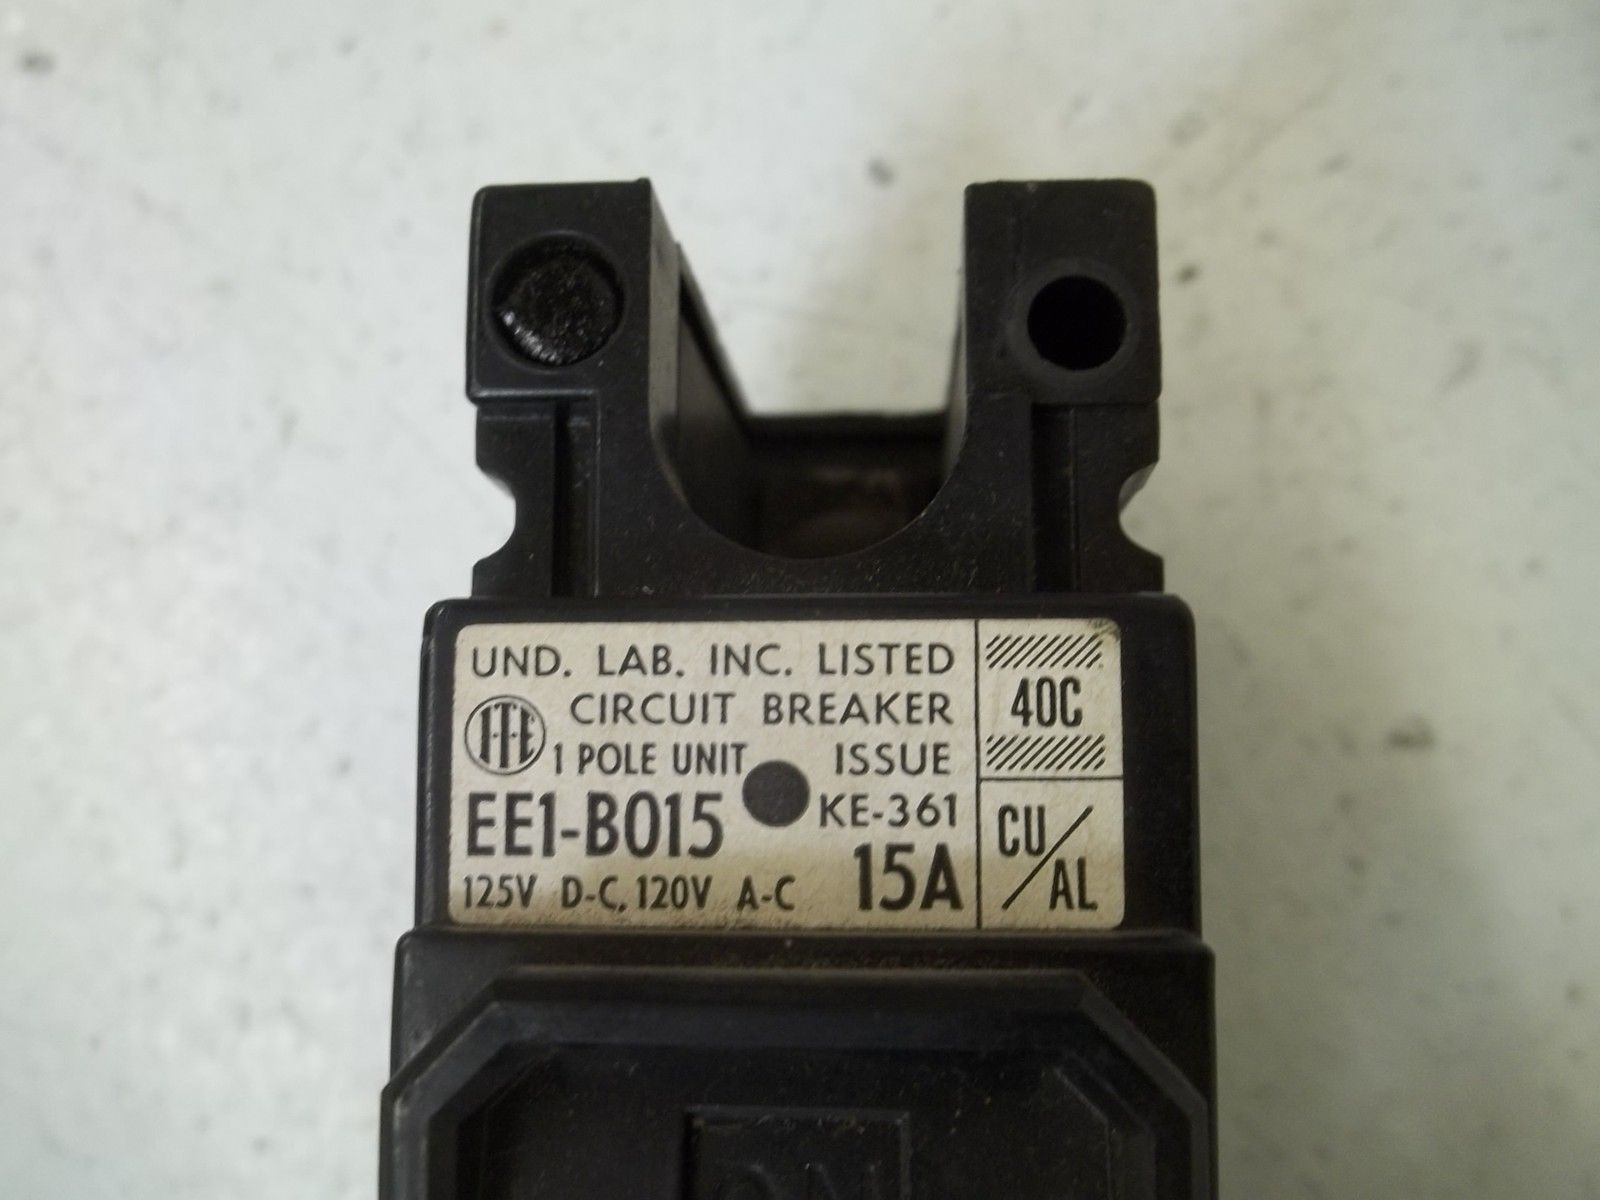 UND. LAB. INC. LISTED
CIRCUIT BREAKER
I-T-E
1 POLE UNIT
ISSUE
EE1-B015
KE-361
125V D-C, 120V A-C
15A
40C
CU/AL
ON